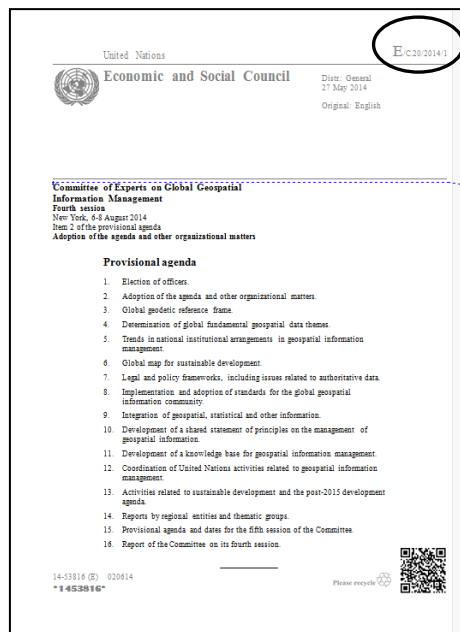 United Nations
E/C.20/2014/1
Economic and Social Council
Distr.: General
27 May 2014
Original: English
Committee of Experts on Global Geospatial
Information Management
Fourth session
New York, 6-8 August 2014
Item 2 of the provisional agenda
Adoption of the agenda and other organizational matters
Provisional agenda
1. Election of officers.
2. Adoption of the agenda and other organizational matters.
3. Global geodetic reference frame.
4. Determination of global fundamental geospatial data themes.
5. Trends in national institutional arrangements in geospatial information
management.
6. Global map for sustainable development.
7. Legal and policy frameworks, including issues related to authoritative data.
8. Implementation and adoption of standards for the global geospatial
information community.
9. Integration of geospatial, statistical and other information.
10. Development of a shared statement of principles on the management of
geospatial information.
11. Development of a knowledge base for geospatial information management.
12. Coordination of United Nations activities related to geospatial information
management.
13. Activities related to sustainable development and the post-2015 development
agenda.
14. Reports by regional entities and thematic groups.
15. Provisional agenda and dates for the fifth session of the Committee.
16. Report of the Committee on its fourth session.
14-53816 (E) 020614
*1453816*
Please recycle